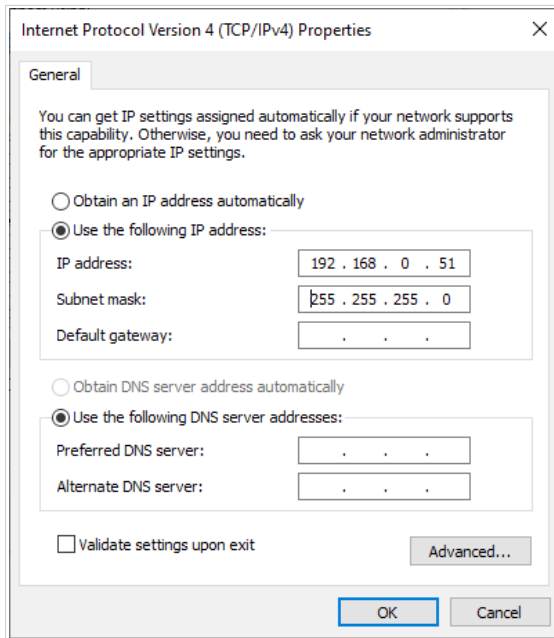 Internet Protocol Version 4 (TCP/IPv4) Properties
General
You can get IP settings assigned automatically if your network supports
this capability. Otherwise, you need to ask your network administrator
for the appropriate IP settings.
Obtain an IP address automatically
Use the following IP address:
IP address: 192 . 168 . 0 . 51
Subnet mask: 255 . 255 . 255 . 0
Default gateway: . . .
Obtain DNS server address automatically
Use the following DNS server addresses:
Preferred DNS server: . . .
Alternate DNS server: . . .
Validate settings upon exit
Advanced...
OK Cancel